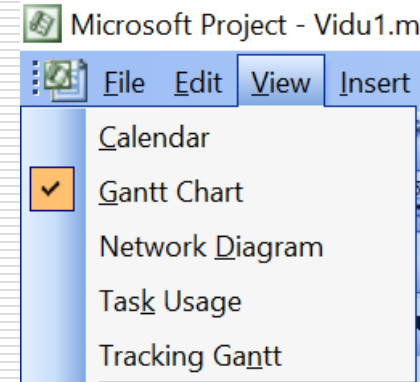 Microsoft Project - Vidu1.m
File Edit View Insert
Calendar
Gantt Chart
Network Diagram
Task Usage
Tracking Gantt